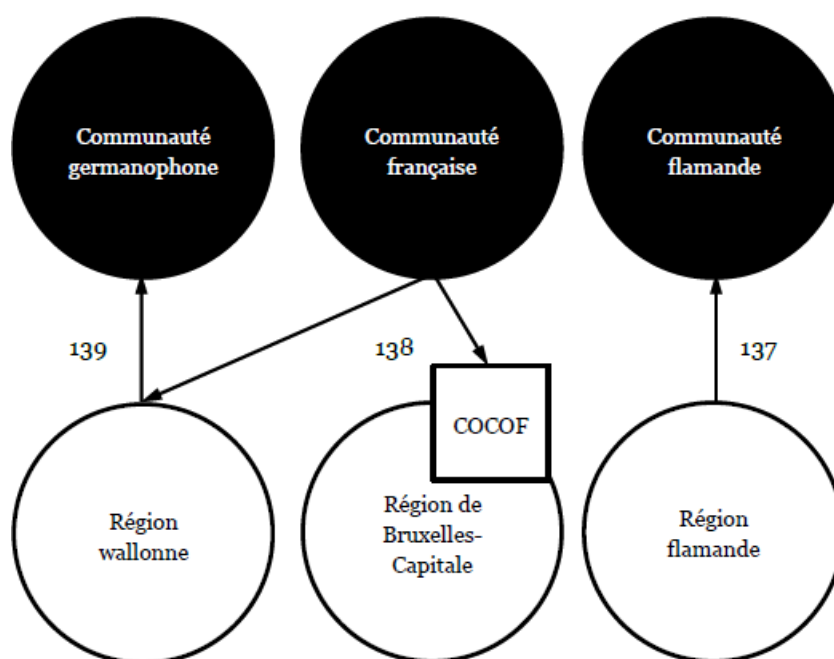 Communauté
germanophone
Communauté
française
Communauté
flamande
139
138
137
COCOF
Région
wallonne
Région de
Bruxelles-
Capitale
Région
flamande